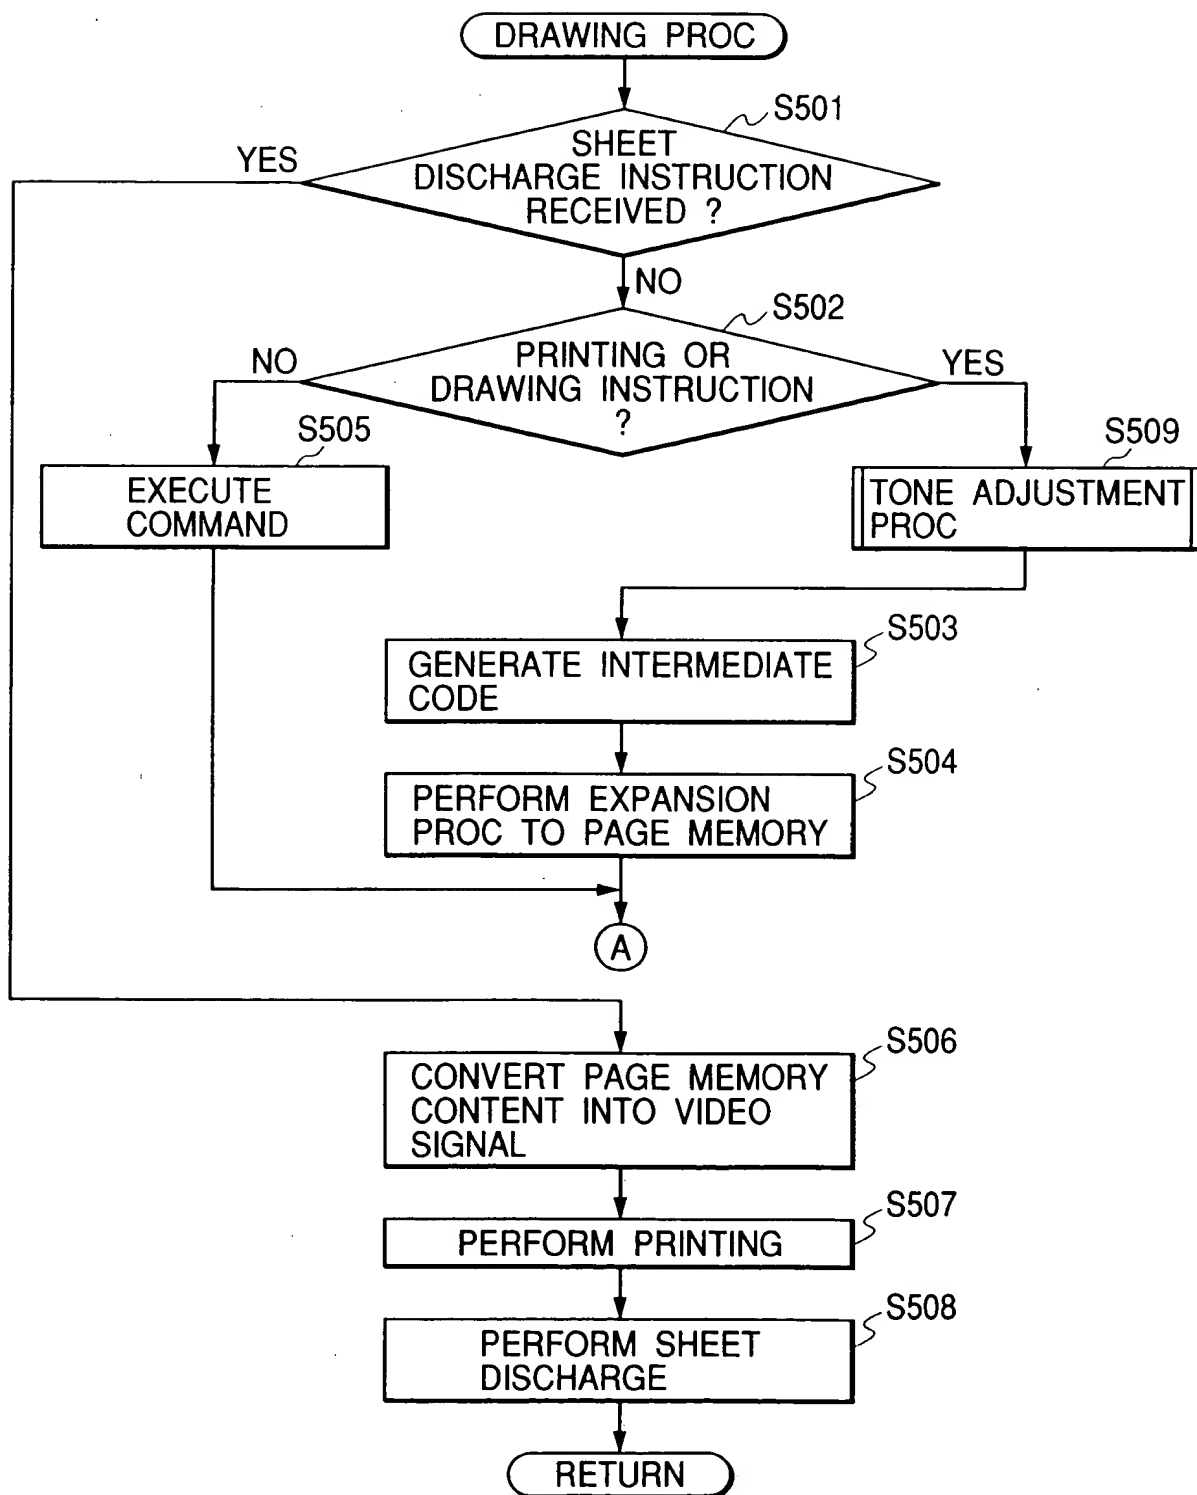 DRAWING PROC
S501
SHEET
DISCHARGE INSTRUCTION
RECEIVED ?
YES
NO
S502
PRINTING OR
DRAWING INSTRUCTION
?
NO
YES
S505
EXECUTE
COMMAND
S509
TONE ADJUSTMENT
PROC
S503
GENERATE INTERMEDIATE
CODE
S504
PERFORM EXPANSION
PROC TO PAGE MEMORY
A
S506
CONVERT PAGE MEMORY
CONTENT INTO VIDEO
SIGNAL
S507
PERFORM PRINTING
S508
PERFORM SHEET
DISCHARGE
RETURN